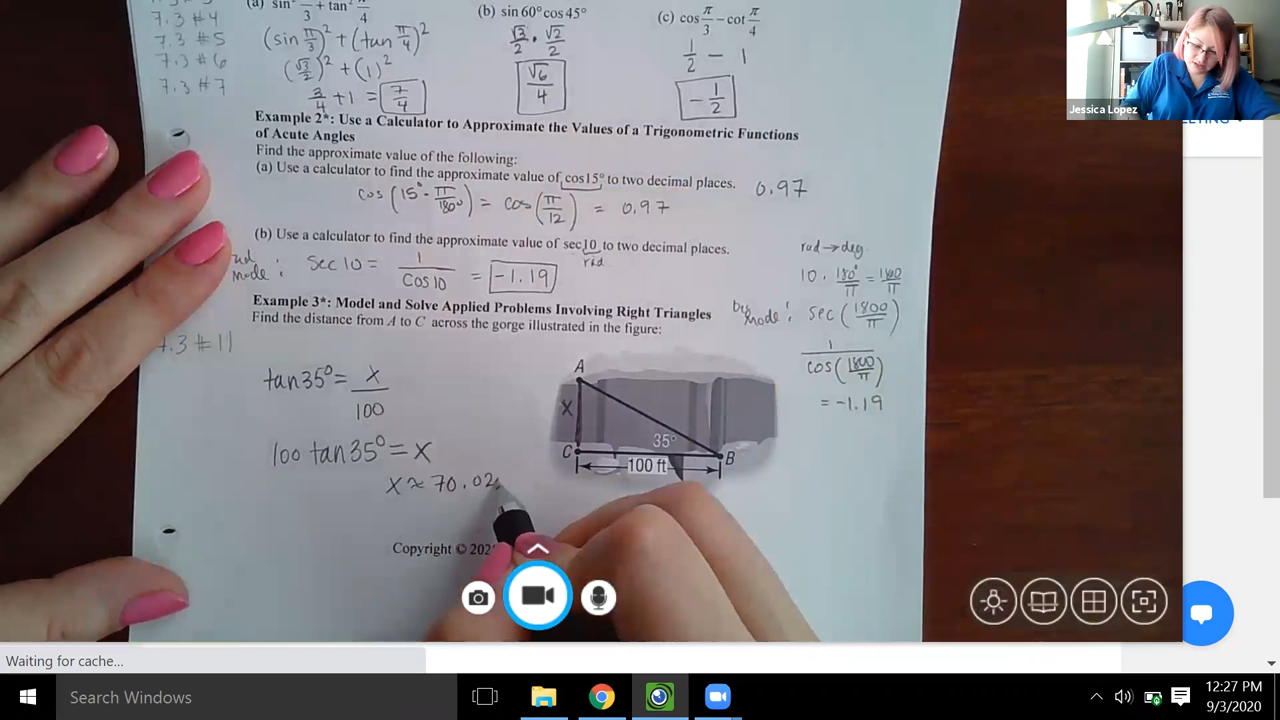 7.3 #4
7.3 #5
7.3 #6
7.3 #7
(a) sin² π/3 + tan² π/4
(sin π/3)² + (tan π/4)²
(√3/2)² + (1)²
3/4 + 1 = 7/4
(b) sin 60° cos 45°
√3/2 · √2/2
√6/4
(c) cos π/3 − cot π/4
1/2 − 1
− 1/2
Jessica Lopez
Example 2*: Use a Calculator to Approximate the Values of a Trigonometric Functions
of Acute Angles
Find the approximate value of the following:
(a) Use a calculator to find the approximate value of cos15° to two decimal places. 0.97
cos (15° · π/180°) = cos (π/12) = 0.97
(b) Use a calculator to find the approximate value of sec10 to two decimal places.
rad
mode: sec 10 = 1/cos 10 = −1.19
rad → deg
10 · 180°/π = 1800/π
mode: sec (1800/π)
1/cos(1800/π)
= −1.19
Example 3*: Model and Solve Applied Problems Involving Right Triangles
Find the distance from A to C across the gorge illustrated in the figure:
7.3 #11
tan 35° = x/100
100 tan 35° = x
x ≈ 70.02
A
X
35°
C
B
100 ft
Copyright © 202
Waiting for cache...
Search Windows
12:27 PM
9/3/2020